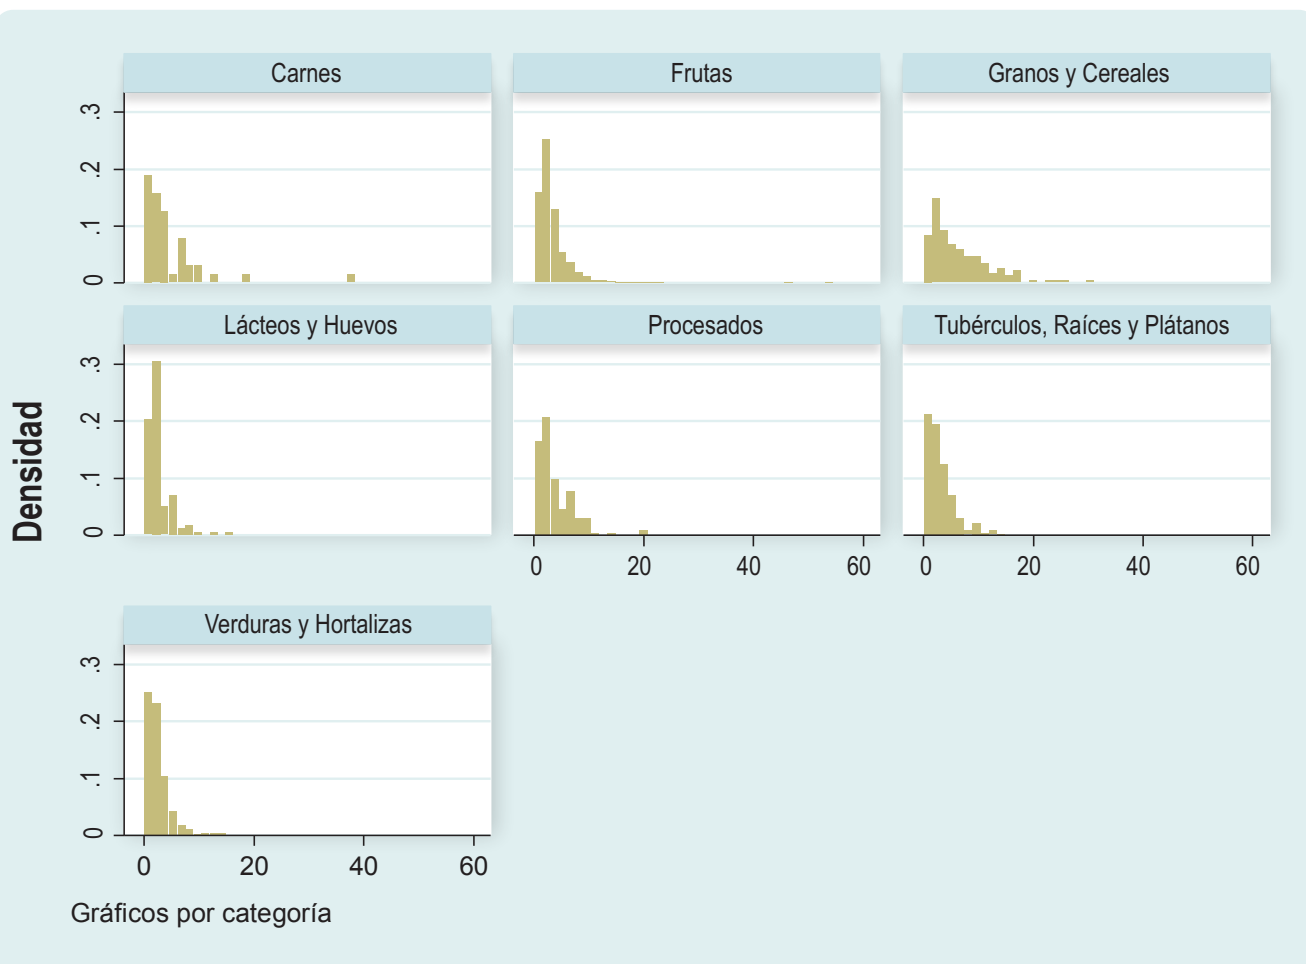 Carnes
Frutas
Granos y Cereales
.3
.2
.1
0
Lácteos y Huevos
Procesados
Tubérculos, Raíces y Plátanos
.3
.2
.1
0
Densidad
0 20 40 60
0 20 40 60
Verduras y Hortalizas
.3
.2
.1
0
0 20 40 60
Gráficos por categoría